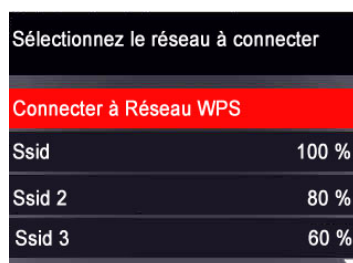 Sélectionnez le réseau à connecter
Connecter à Réseau WPS
Ssid 100 %
Ssid 2 80 %
Ssid 3 60 %